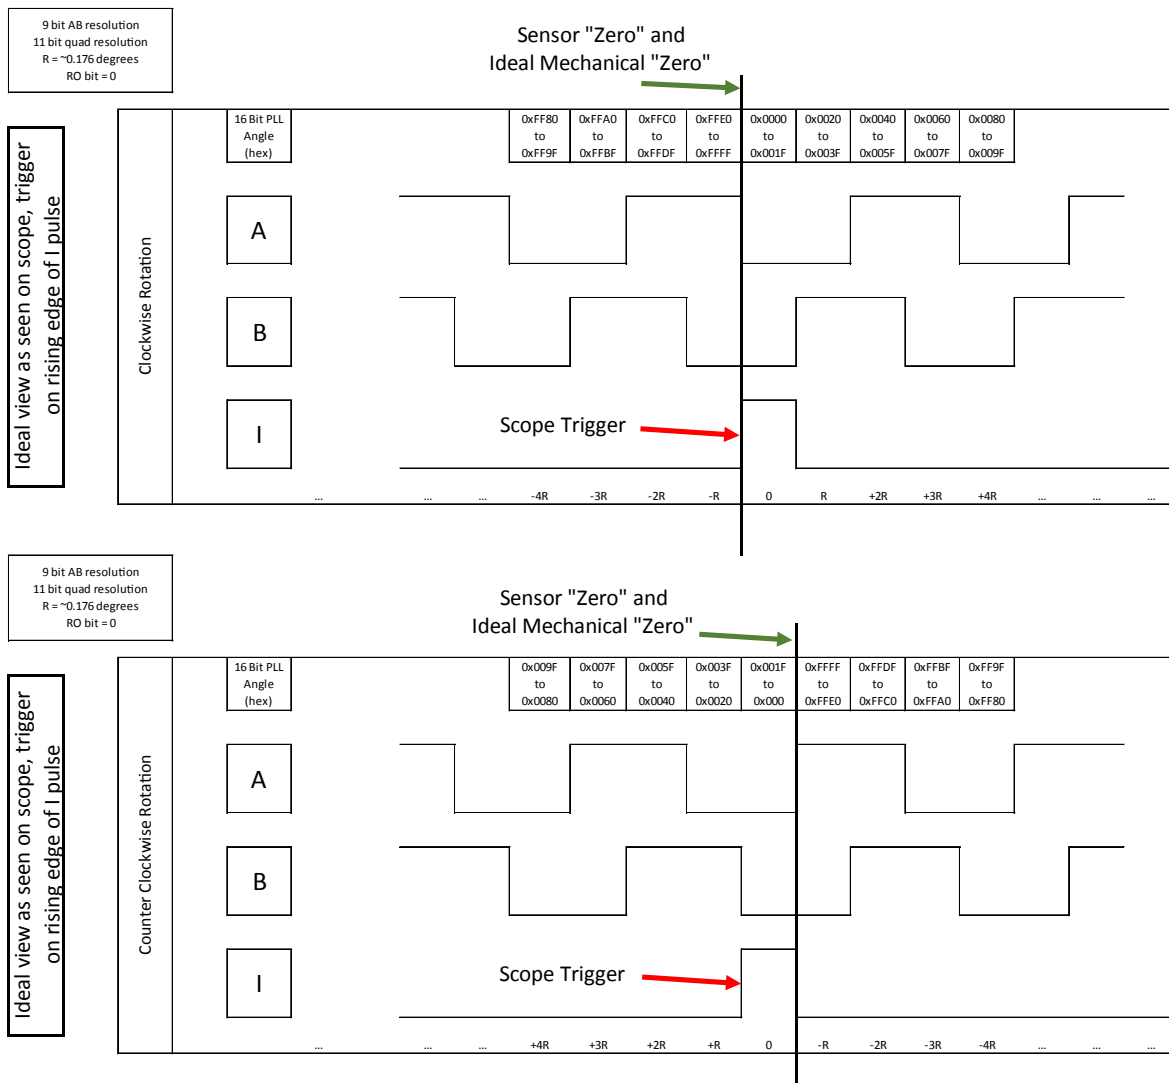 9 bit AB resolution
11 bit quad resolution
R = ~0.176 degrees
RO bit = 0
Sensor "Zero" and
Ideal Mechanical "Zero"
Ideal view as seen on scope, trigger
on rising edge of I pulse
Clockwise Rotation
16 Bit PLL
Angle
(hex)
0xFF80
to
0xFF9F
0xFFA0
to
0xFFBF
0xFFC0
to
0xFFDF
0xFFE0
to
0xFFFF
0x0000
to
0x001F
0x0020
to
0x003F
0x0040
to
0x005F
0x0060
to
0x007F
0x0080
to
0x009F
A
B
I
Scope Trigger
... ... ... -4R -3R -2R -R 0 R +2R +3R +4R ... ... ...
9 bit AB resolution
11 bit quad resolution
R = ~0.176 degrees
RO bit = 0
Sensor "Zero" and
Ideal Mechanical "Zero"
Ideal view as seen on scope, trigger
on rising edge of I pulse
Counter Clockwise Rotation
16 Bit PLL
Angle
(hex)
0x009F
to
0x0080
0x007F
to
0x0060
0x005F
to
0x0040
0x003F
to
0x0020
0x001F
to
0x000
0xFFFF
to
0xFFE0
0xFFDF
to
0xFFC0
0xFFBF
to
0xFFA0
0xFF9F
to
0xFF80
A
B
I
Scope Trigger
... ... ... +4R +3R +2R +R 0 -R -2R -3R -4R ... ... ...